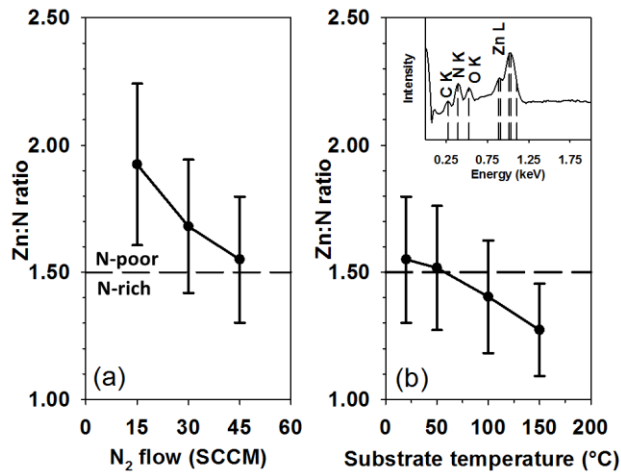 2.50
2.00
1.50
1.00
Zn:N ratio
N-poor
N-rich
(a)
0 15 30 45 60
N₂ flow (SCCM)
2.50
2.00
1.50
1.00
Zn:N ratio
(b)
0 50 100 150 200
Substrate temperature (°C)
Intensity
C K
N K
O K
Zn L
0.25 0.75 1.25 1.75
Energy (keV)